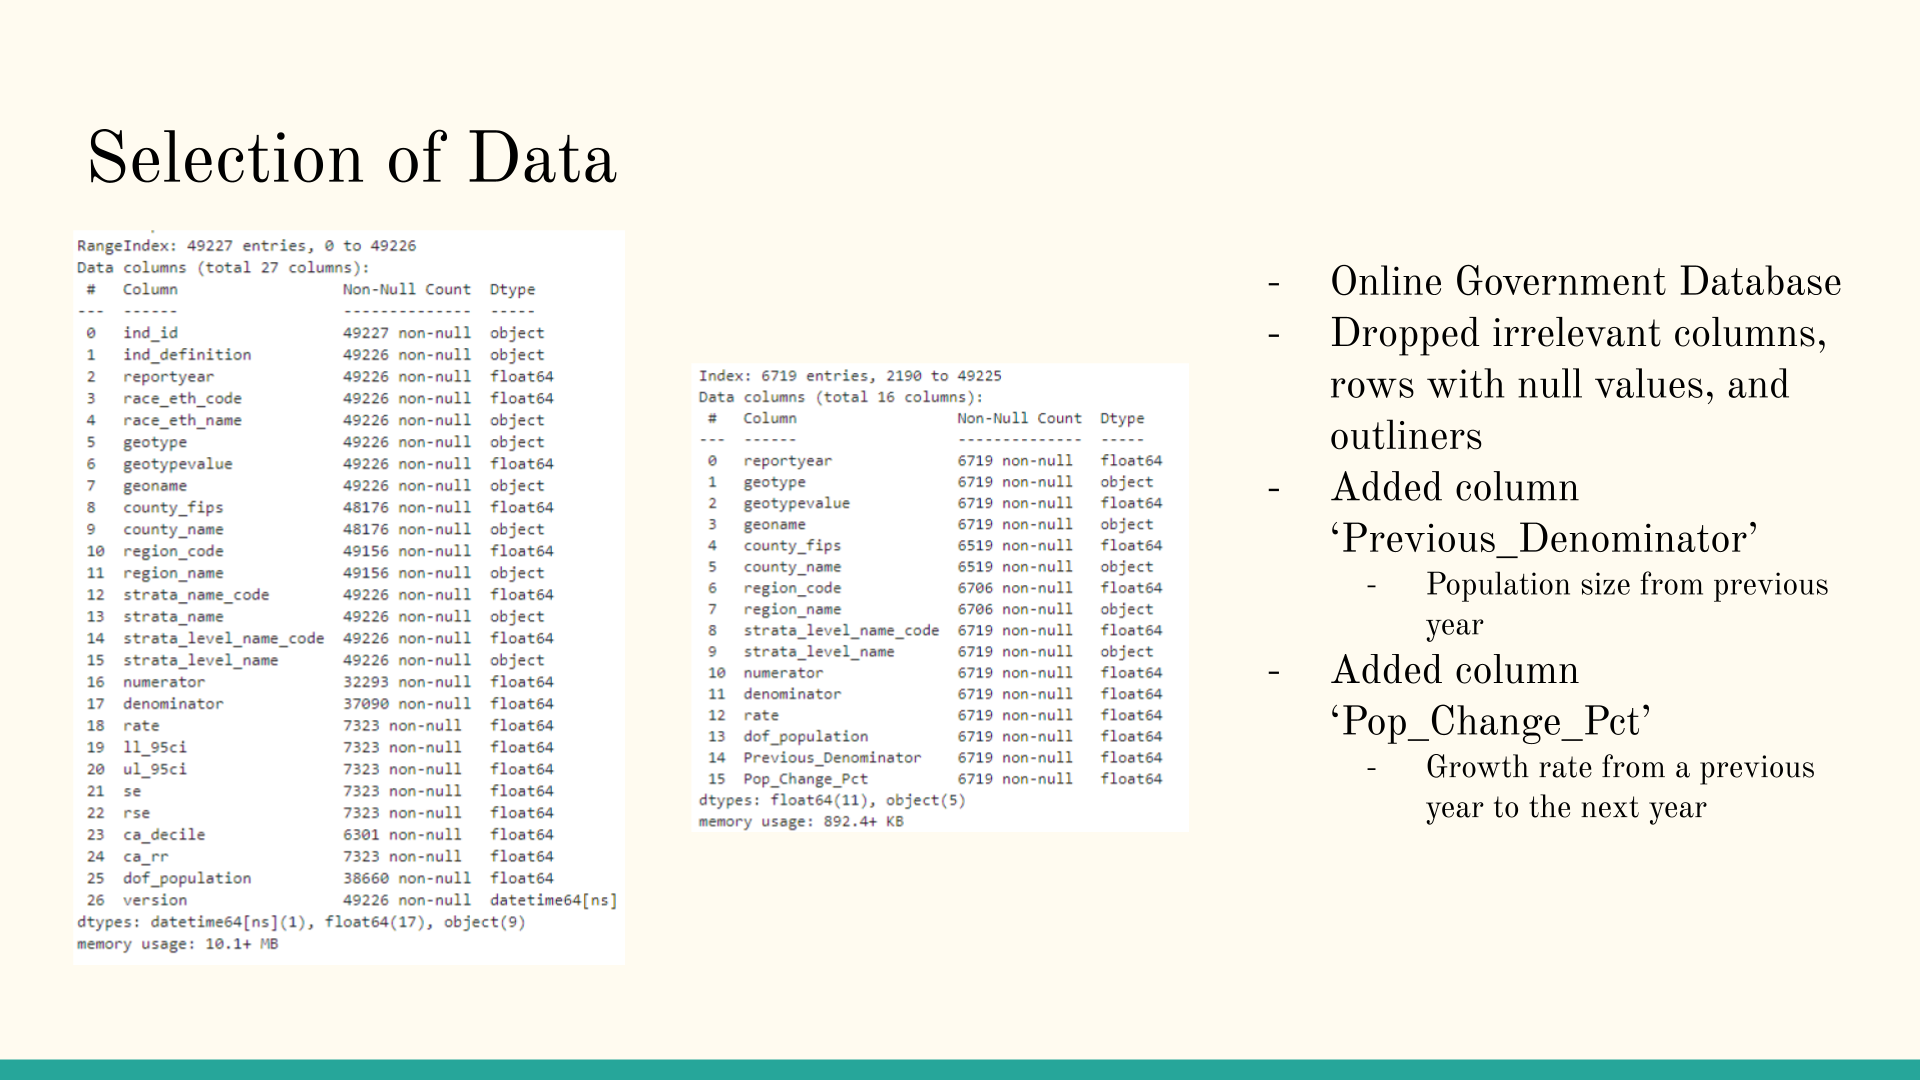 Selection of Data
RangeIndex: 49227 entries, 0 to 49226
Data columns (total 27 columns):
#   Column   Non-Null Count   Dtype
---   ------   --------------   -----
0   ind_id   49227 non-null   object
1   ind_definition   49226 non-null   object
2   reportyear   49226 non-null   float64
3   race_eth_code   49226 non-null   float64
4   race_eth_name   49226 non-null   object
5   geotype   49226 non-null   object
6   geotypevalue   49226 non-null   float64
7   geoname   49226 non-null   object
8   county_fips   48176 non-null   float64
9   county_name   48176 non-null   object
10   region_code   49156 non-null   float64
11   region_name   49156 non-null   object
12   strata_name_code   49226 non-null   float64
13   strata_name   49226 non-null   object
14   strata_level_name_code   49226 non-null   float64
15   strata_level_name   49226 non-null   object
16   numerator   32293 non-null   float64
17   denominator   37090 non-null   float64
18   rate   7323 non-null   float64
19   ll_95ci   7323 non-null   float64
20   ul_95ci   7323 non-null   float64
21   se   7323 non-null   float64
22   rse   7323 non-null   float64
23   ca_decile   6301 non-null   float64
24   ca_rr   7323 non-null   float64
25   dof_population   38660 non-null   float64
26   version   49226 non-null   datetime64[ns]
dtypes: datetime64[ns](1), float64(17), object(9)
memory usage: 10.1+ MB
Index: 6719 entries, 2190 to 49225
Data columns (total 16 columns):
#   Column   Non-Null Count   Dtype
---   ------   --------------   -----
0   reportyear   6719 non-null   float64
1   geotype   6719 non-null   object
2   geotypevalue   6719 non-null   float64
3   geoname   6719 non-null   object
4   county_fips   6519 non-null   float64
5   county_name   6519 non-null   object
6   region_code   6706 non-null   float64
7   region_name   6706 non-null   object
8   strata_level_name_code   6719 non-null   float64
9   strata_level_name   6719 non-null   object
10   numerator   6719 non-null   float64
11   denominator   6719 non-null   float64
12   rate   6719 non-null   float64
13   dof_population   6719 non-null   float64
14   Previous_Denominator   6719 non-null   float64
15   Pop_Change_Pct   6719 non-null   float64
dtypes: float64(11), object(5)
memory usage: 892.4+ KB
- Online Government Database
- Dropped irrelevant columns,
rows with null values, and
outliners
- Added column
‘Previous_Denominator’
- Population size from previous
year
- Added column
‘Pop_Change_Pct’
- Growth rate from a previous
year to the next year